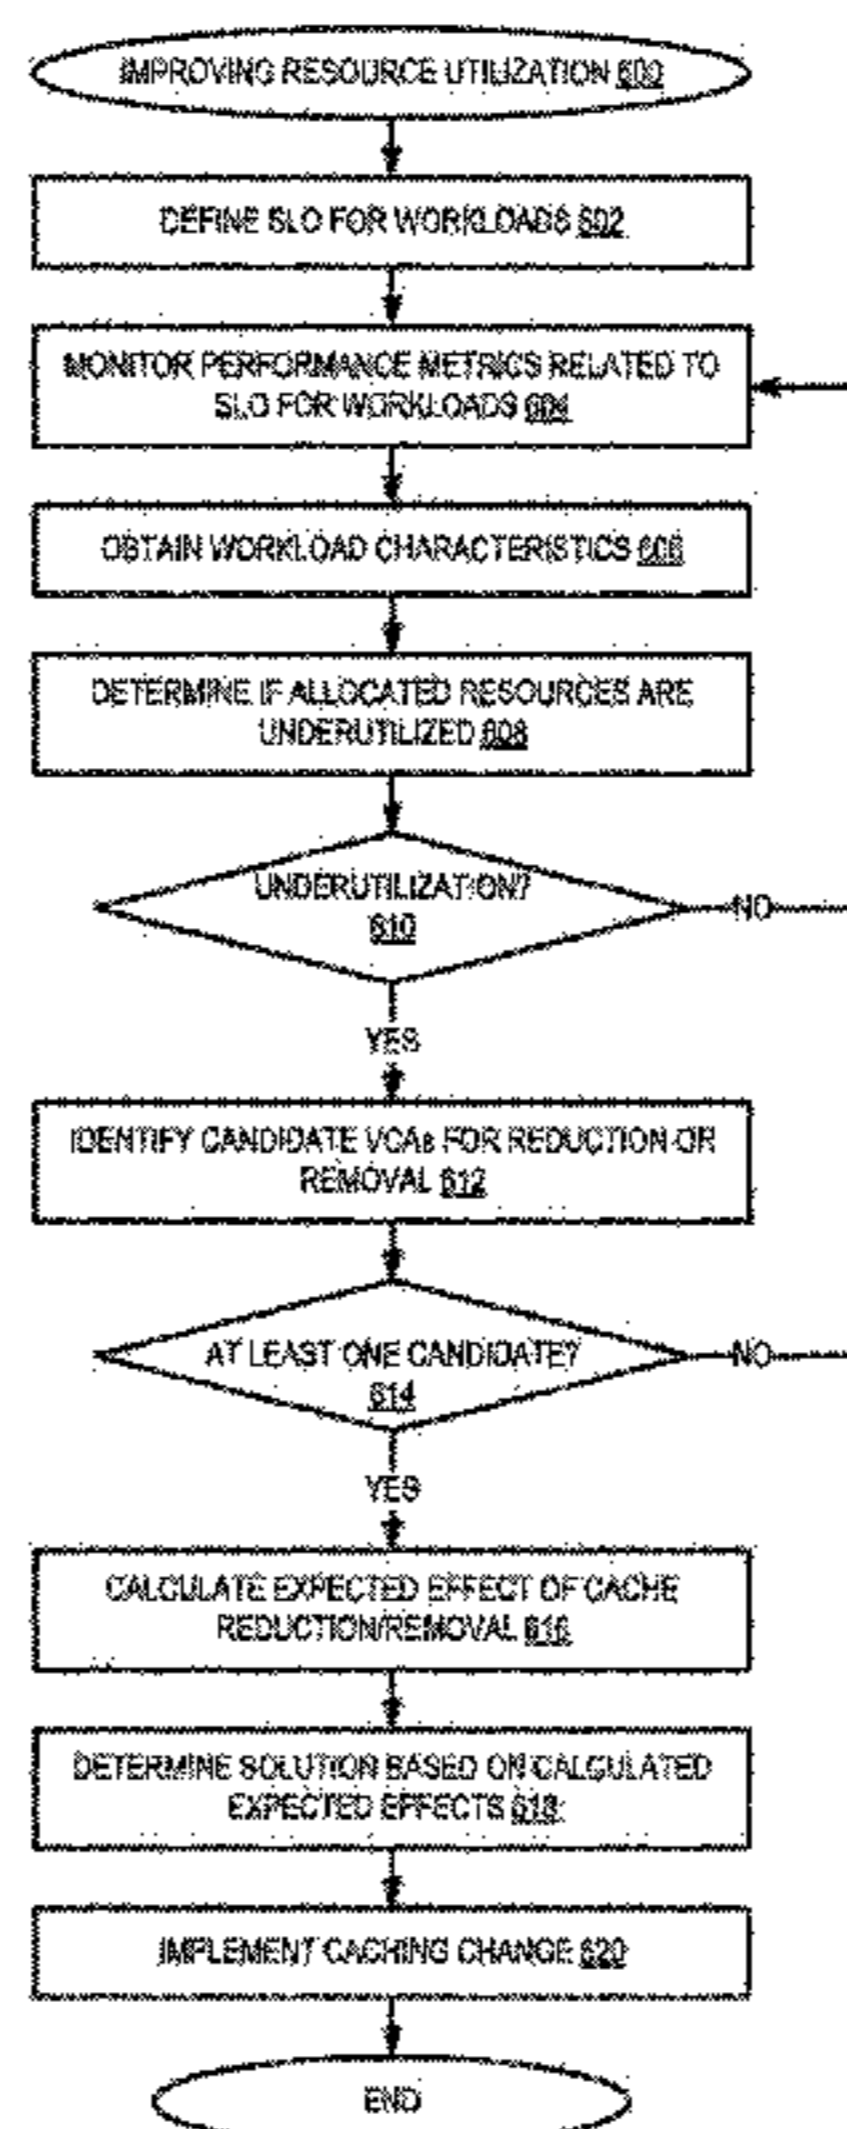 IMPROVING RESOURCE UTILIZATION 600
DEFINE SLO FOR WORKLOADS 602
MONITOR PERFORMANCE METRICS RELATED TO
SLO FOR WORKLOADS 604
OBTAIN WORKLOAD CHARACTERISTICS 606
DETERMINE IF ALLOCATED RESOURCES ARE
UNDERUTILIZED 608
UNDERUTILIZATION?
610
NO
YES
IDENTIFY CANDIDATE VCAs FOR REDUCTION OR
REMOVAL 612
AT LEAST ONE CANDIDATE?
614
NO
YES
CALCULATE EXPECTED EFFECT OF CACHE
REDUCTION/REMOVAL 616
DETERMINE SOLUTION BASED ON CALCULATED
EXPECTED EFFECTS 618
IMPLEMENT CACHING CHANGE 620
END